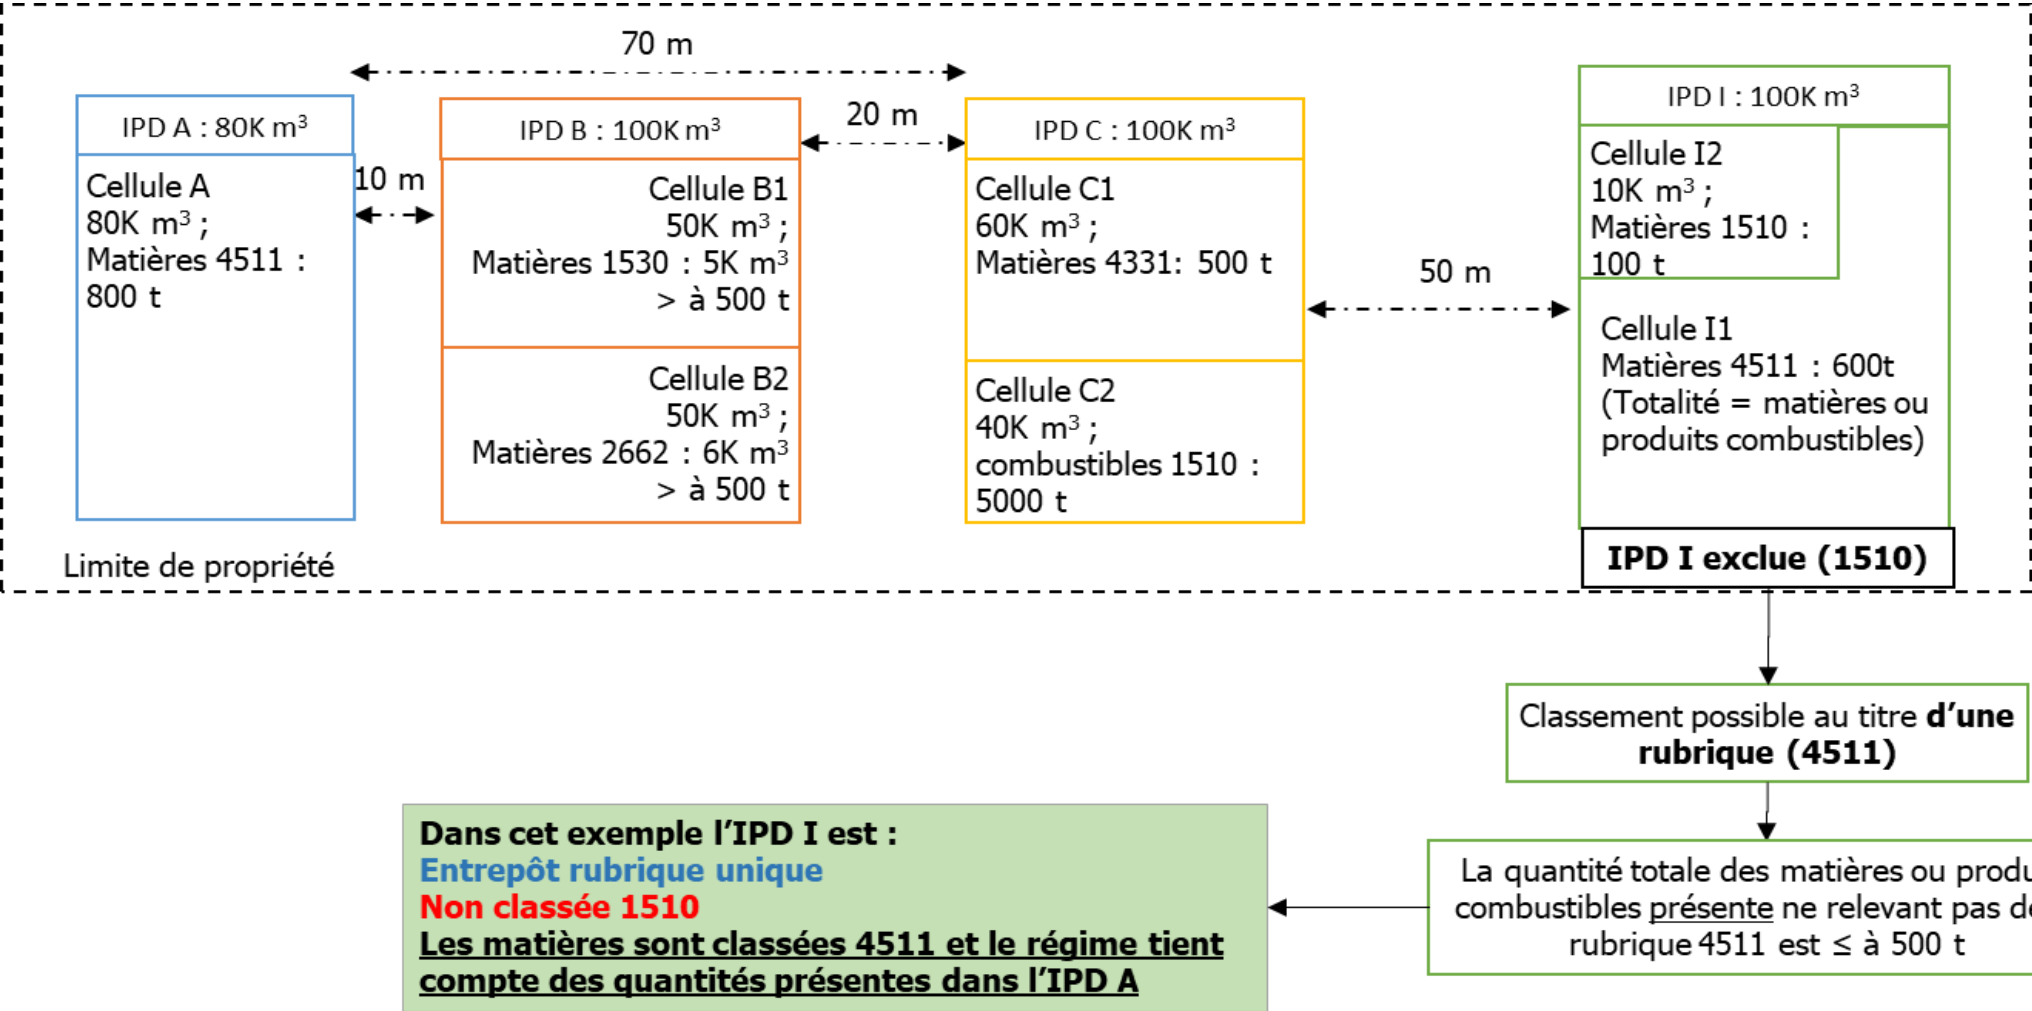 70 m
IPD A : 80K m³
10 m
Cellule A
80K m³ ;
Matières 4511 :
800 t
IPD B : 100K m³
Cellule B1
50K m³ ;
Matières 1530 : 5K m³
> à 500 t
Cellule B2
50K m³ ;
Matières 2662 : 6K m³
> à 500 t
20 m
IPD C : 100K m³
Cellule C1
60K m³ ;
Matières 4331: 500 t
Cellule C2
40K m³ ;
combustibles 1510 :
5000 t
50 m
IPD I : 100K m³
Cellule I2
10K m³ ;
Matières 1510 :
100 t
Cellule I1
Matières 4511 : 600t
(Totalité = matières ou
produits combustibles)
IPD I exclue (1510)
Limite de propriété
Classement possible au titre d’une
rubrique (4511)
La quantité totale des matières ou
combustibles présente ne relevant pas
rubrique 4511 est ≤ à 500 t
Dans cet exemple l’IPD I est :
Entrepôt rubrique unique
Non classée 1510
Les matières sont classées 4511 et le régime tient
compte des quantités présentes dans l’IPD A